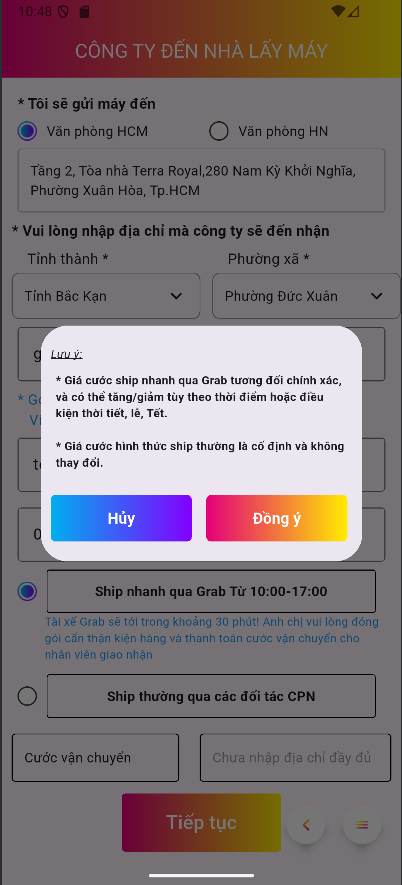 10:48
CÔNG TY ĐẾN NHÀ LẤY MÁY
* Tôi sẽ gửi máy đến
Văn phòng HCM
Văn phòng HN
Tầng 2, Tòa nhà Terra Royal,280 Nam Kỳ Khởi Nghĩa,
Phường Xuân Hòa, Tp.HCM
* Vui lòng nhập địa chỉ mà công ty sẽ đến nhận
Tỉnh thành *
Phường xã *
Tỉnh Bắc Kạn
Phường Đức Xuân
Lưu ý:
* Giá cước ship nhanh qua Grab tương đối chính xác,
và có thể tăng/giảm tùy theo thời điểm hoặc điều
kiện thời tiết, lễ, Tết.
* Giá cước hình thức ship thường là cố định và không
thay đổi.
Hủy
Đồng ý
Ship nhanh qua Grab Từ 10:00-17:00
Tài xế Grab sẽ tới trong khoảng 30 phút! Anh chị vui lòng đóng
gói cẩn thận kiện hàng và thanh toán cước vận chuyển cho
nhân viên giao nhận
Ship thường qua các đối tác CPN
Cước vận chuyển
Chưa nhập địa chỉ đầy đủ
Tiếp tục